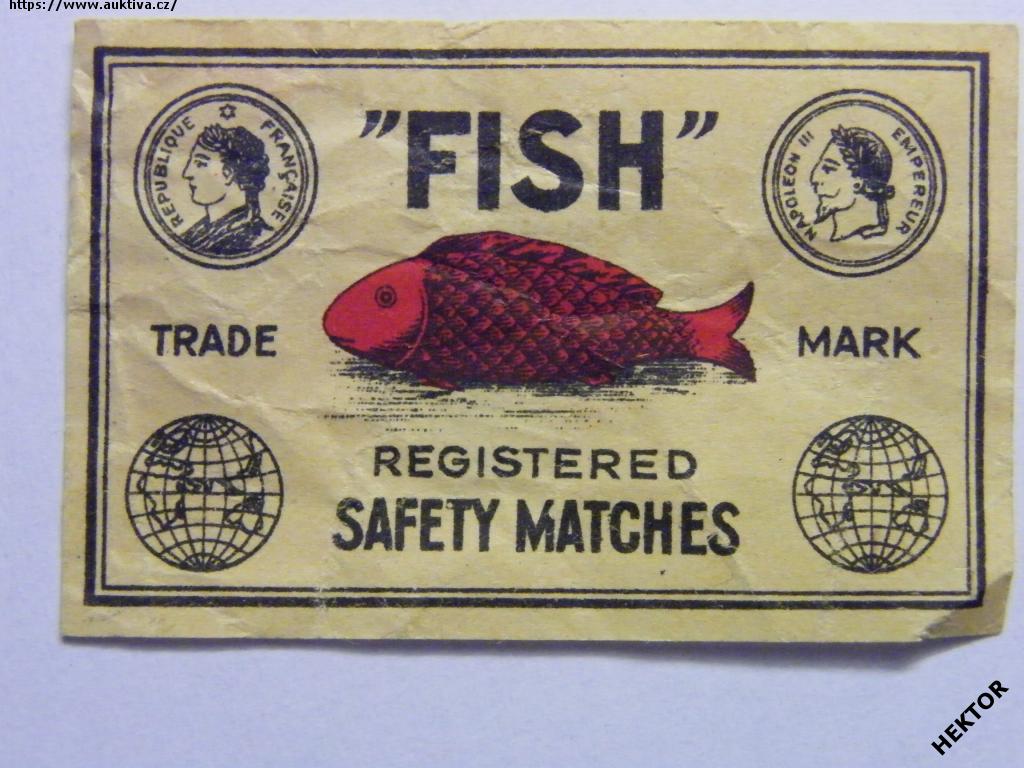 https://www.auktiva.cz/
"FISH"
REPUBLIQUE FRANÇAISE
NAPOLEON III EMPEREUR
TRADE MARK
REGISTERED
SAFETY MATCHES
HEKTOR